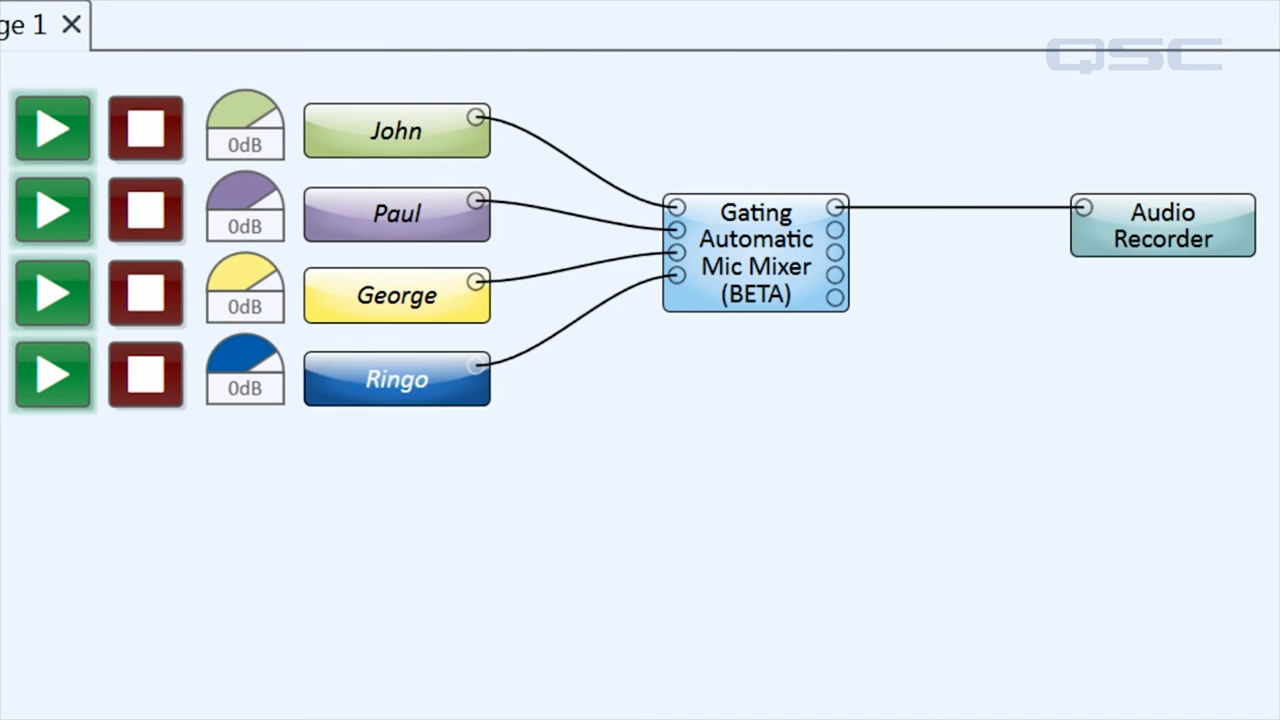 ge 1
QSC
0dB
John
0dB
Paul
0dB
George
0dB
Ringo
Gating
Automatic
Mic Mixer
(BETA)
Audio
Recorder